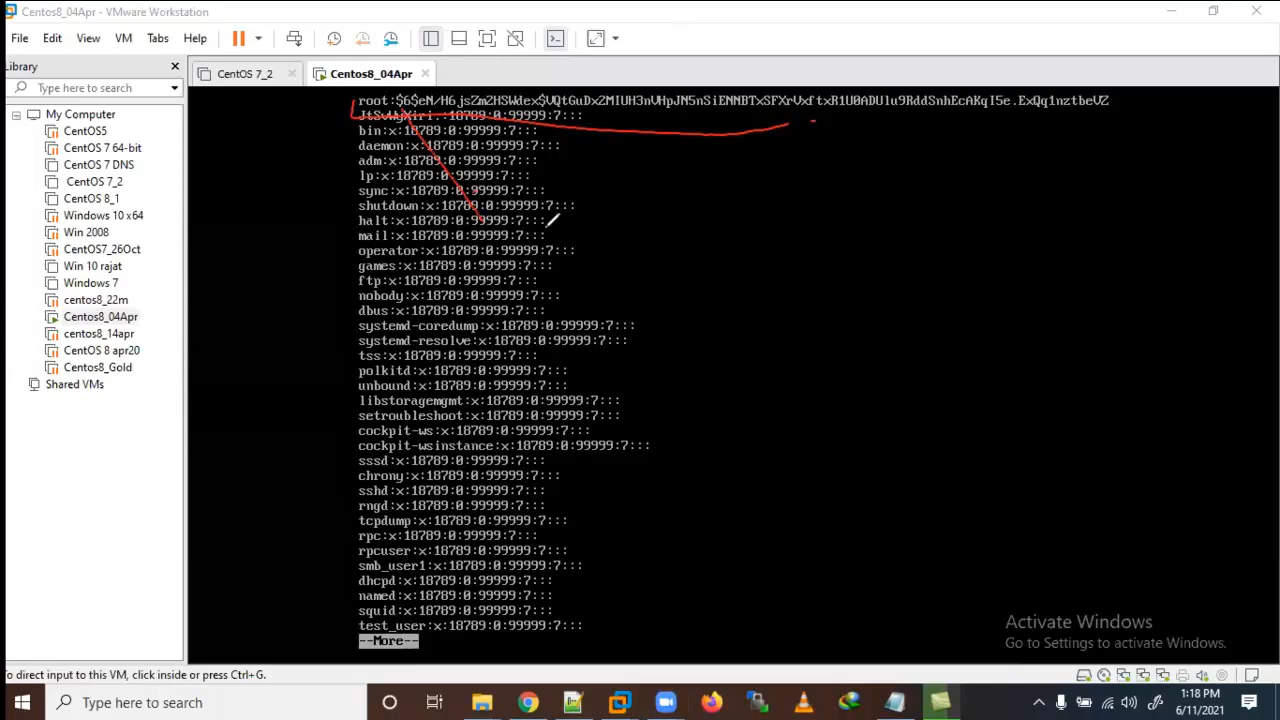 Centos8_04Apr - VMware Workstation
File Edit View VM Tabs Help
Library
Type here to search
My Computer
CentOS5
CentOS 7 64-bit
CentOS 7 DNS
CentOS 7_2
CentOS 8_1
Windows 10 x64
Win 2008
CentOS7_26Oct
Win 10 rajat
Windows 7
centos8_22m
Centos8_04Apr
centos8_14apr
CentOS 8 apr20
Centos8_Gold
Shared VMs
CentOS 7_2 Centos8_04Apr
bin:x:18789:0:99999:7:::
daemon:x:18789:0:99999:7:::
adm:x:18789:0:99999:7:::
lp:x:18789:0:99999:7:::
sync:x:18789:0:99999:7:::
shutdown:x:18789:0:99999:7:::
halt:x:18789:0:99999:7:::
mail:x:18789:0:99999:7:::
operator:x:18789:0:99999:7:::
games:x:18789:0:99999:7:::
ftp:x:18789:0:99999:7:::
nobody:x:18789:0:99999:7:::
dbus:x:18789:0:99999:7:::
systemd-coredump:x:18789:0:99999:7:::
systemd-resolve:x:18789:0:99999:7:::
tss:x:18789:0:99999:7:::
polkitd:x:18789:0:99999:7:::
unbound:x:18789:0:99999:7:::
libstoragemgmt:x:18789:0:99999:7:::
setroubleshoot:x:18789:0:99999:7:::
cockpit-ws:x:18789:0:99999:7:::
cockpit-wsinstance:x:18789:0:99999:7:::
sssd:x:18789:0:99999:7:::
chrony:x:18789:0:99999:7:::
sshd:x:18789:0:99999:7:::
rngd:x:18789:0:99999:7:::
tcpdump:x:18789:0:99999:7:::
rpc:x:18789:0:99999:7:::
rpcuser:x:18789:0:99999:7:::
smb_user1:x:18789:0:99999:7:::
dhcpd:x:18789:0:99999:7:::
named:x:18789:0:99999:7:::
squid:x:18789:0:99999:7:::
test_user:x:18789:0:99999:7:::
--More--
Activate Windows
Go to Settings to activate Windows.
To direct input to this VM, click inside or press Ctrl+G.
Type here to search
1:18 PM
6/11/2021